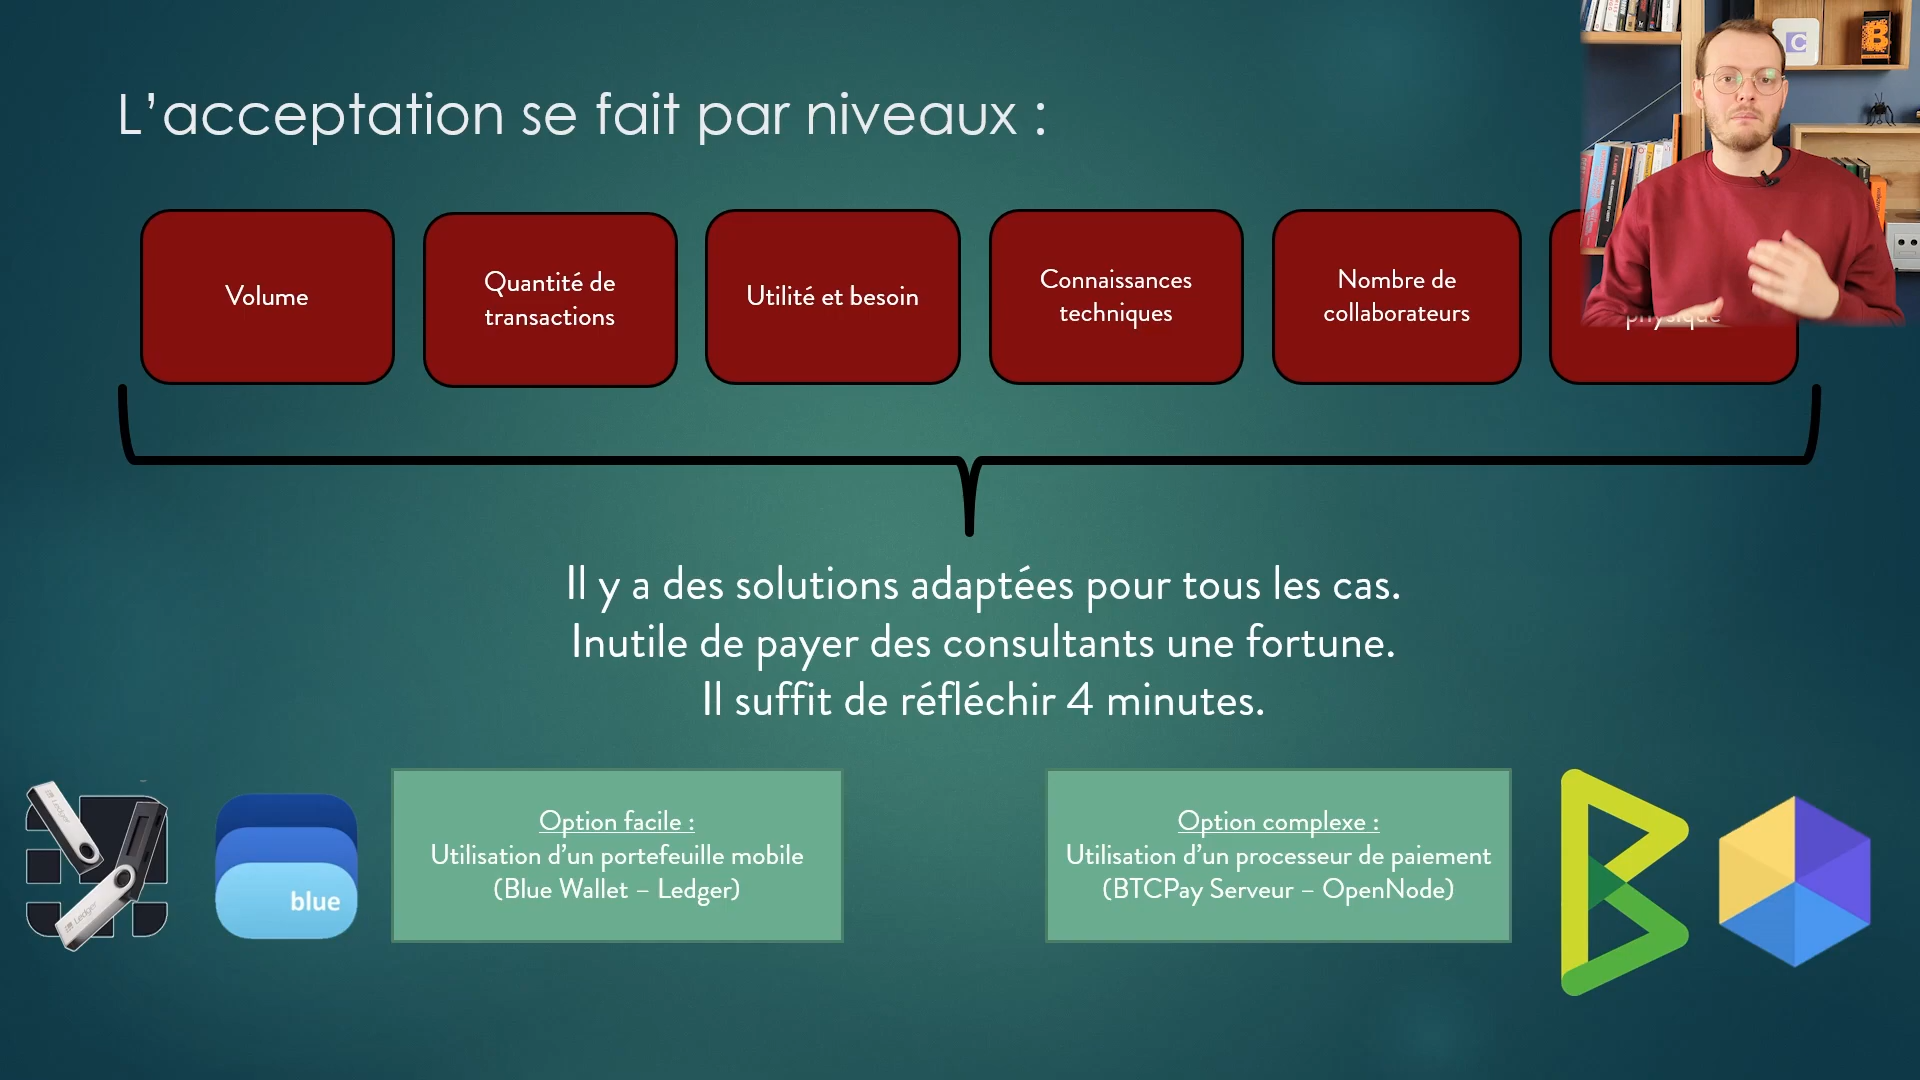 L’acceptation se fait par niveaux :
Volume
Quantité de
transactions
Utilité et besoin
Connaissances
techniques
Nombre de
collaborateurs
physique
Il y a des solutions adaptées pour tous les cas.
Inutile de payer des consultants une fortune.
Il suffit de réfléchir 4 minutes.
Ledger
Ledger
blue
Option facile :
Utilisation d’un portefeuille mobile
(Blue Wallet – Ledger)
Option complexe :
Utilisation d’un processeur de paiement
(BTCPay Serveur – OpenNode)